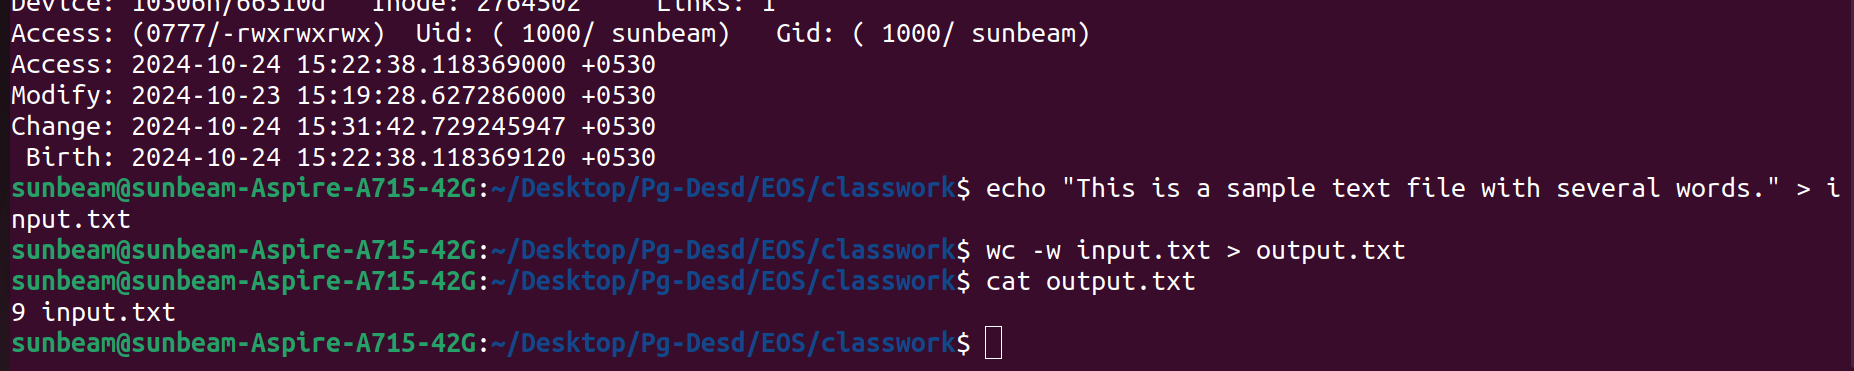 Device: 10306h/66310d   Inode: 2764502     Links: 1
Access: (0777/-rwxrwxrwx)  Uid: ( 1000/ sunbeam)   Gid: ( 1000/ sunbeam)
Access: 2024-10-24 15:22:38.118369000 +0530
Modify: 2024-10-23 15:19:28.627286000 +0530
Change: 2024-10-24 15:31:42.729245947 +0530
 Birth: 2024-10-24 15:22:38.118369120 +0530
sunbeam@sunbeam-Aspire-A715-42G:~/Desktop/Pg-Desd/EOS/classwork$ echo "This is a sample text file with several words." > i
nput.txt
sunbeam@sunbeam-Aspire-A715-42G:~/Desktop/Pg-Desd/EOS/classwork$ wc -w input.txt > output.txt
sunbeam@sunbeam-Aspire-A715-42G:~/Desktop/Pg-Desd/EOS/classwork$ cat output.txt
9 input.txt
sunbeam@sunbeam-Aspire-A715-42G:~/Desktop/Pg-Desd/EOS/classwork$